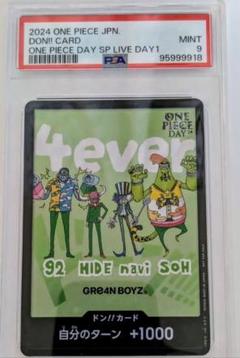 2024 ONE PIECE JPN.
DON!! CARD
ONE PIECE DAY SP LIVE DAY1
MINT
9
PSA
95999918
4ever
ONE PIECE DAY
92 HIDE navi SOH
GRe4N BOYZ
ドン!!カード
自分のターン +1000